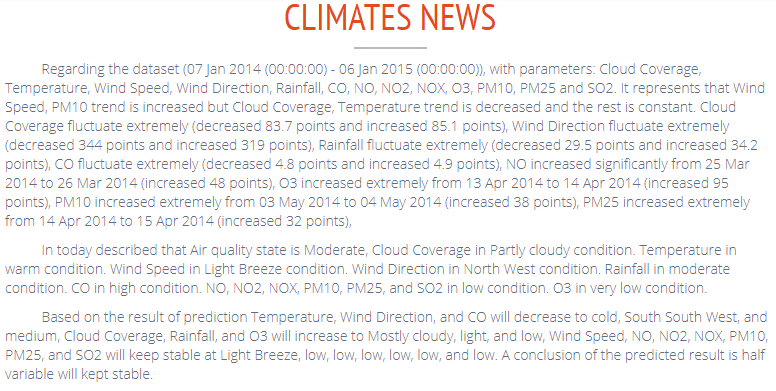 CLIMATES NEWS
Regarding the dataset (07 Jan 2014 (00:00:00) - 06 Jan 2015 (00:00:00)), with parameters: Cloud Coverage,
Temperature, Wind Speed, Wind Direction, Rainfall, CO, NO, NO2, NOX, O3, PM10, PM25 and SO2. It represents that Wind
Speed, PM10 trend is increased but Cloud Coverage, Temperature trend is decreased and the rest is constant. Cloud
Coverage fluctuate extremely (decreased 83.7 points and increased 85.1 points), Wind Direction fluctuate extremely
(decreased 344 points and increased 319 points), Rainfall fluctuate extremely (decreased 29.5 points and increased 34.2
points), CO fluctuate extremely (decreased 4.8 points and increased 4.9 points), NO increased significantly from 25 Mar
2014 to 26 Mar 2014 (increased 48 points), O3 increased extremely from 13 Apr 2014 to 14 Apr 2014 (increased 95
points), PM10 increased extremely from 03 May 2014 to 04 May 2014 (increased 38 points), PM25 increased extremely
from 14 Apr 2014 to 15 Apr 2014 (increased 32 points),
In today described that Air quality state is Moderate, Cloud Coverage in Partly cloudy condition. Temperature in
warm condition. Wind Speed in Light Breeze condition. Wind Direction in North West condition. Rainfall in moderate
condition. CO in high condition. NO, NO2, NOX, PM10, PM25, and SO2 in low condition. O3 in very low condition.
Based on the result of prediction Temperature, Wind Direction, and CO will decrease to cold, South South West, and
medium, Cloud Coverage, Rainfall, and O3 will increase to Mostly cloudy, light, and low, Wind Speed, NO, NO2, NOX, PM10,
PM25, and SO2 will keep stable at Light Breeze, low, low, low, low, low, and low. A conclusion of the predicted result is half
variable will kept stable.